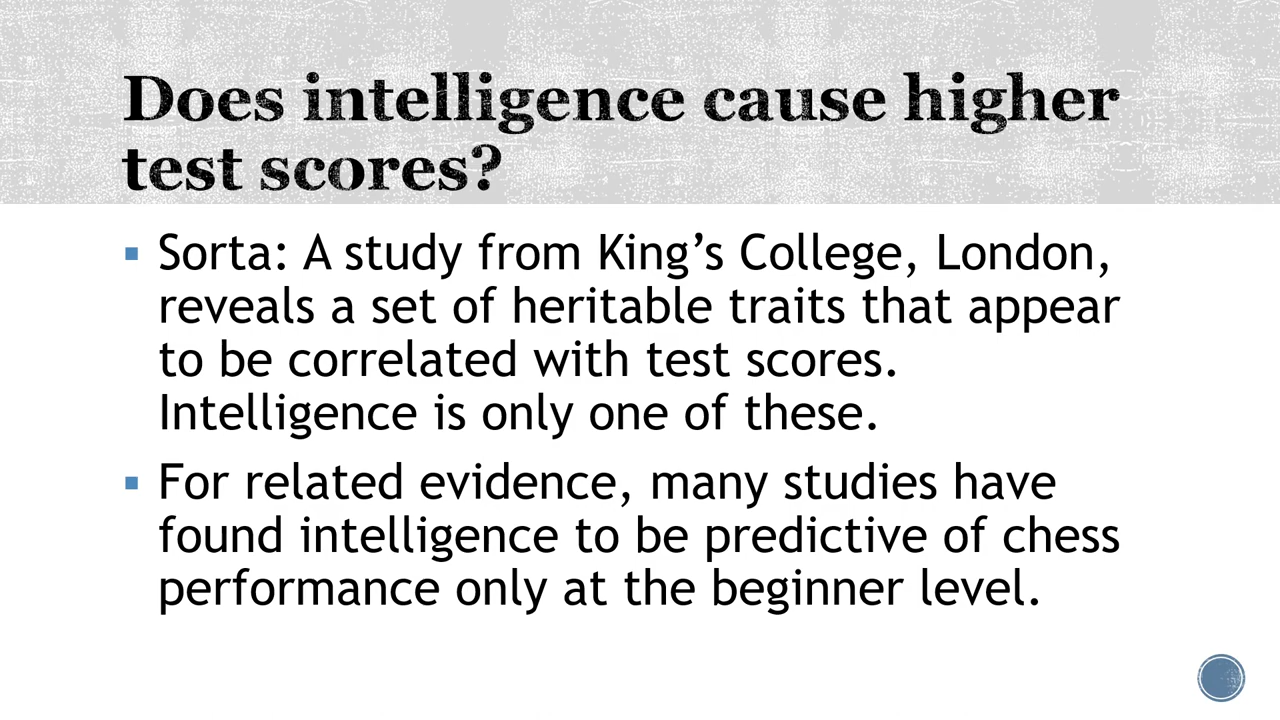 Does intelligence cause higher
test scores?
▪ Sorta: A study from King’s College, London,
reveals a set of heritable traits that appear
to be correlated with test scores.
Intelligence is only one of these.
▪ For related evidence, many studies have
found intelligence to be predictive of chess
performance only at the beginner level.